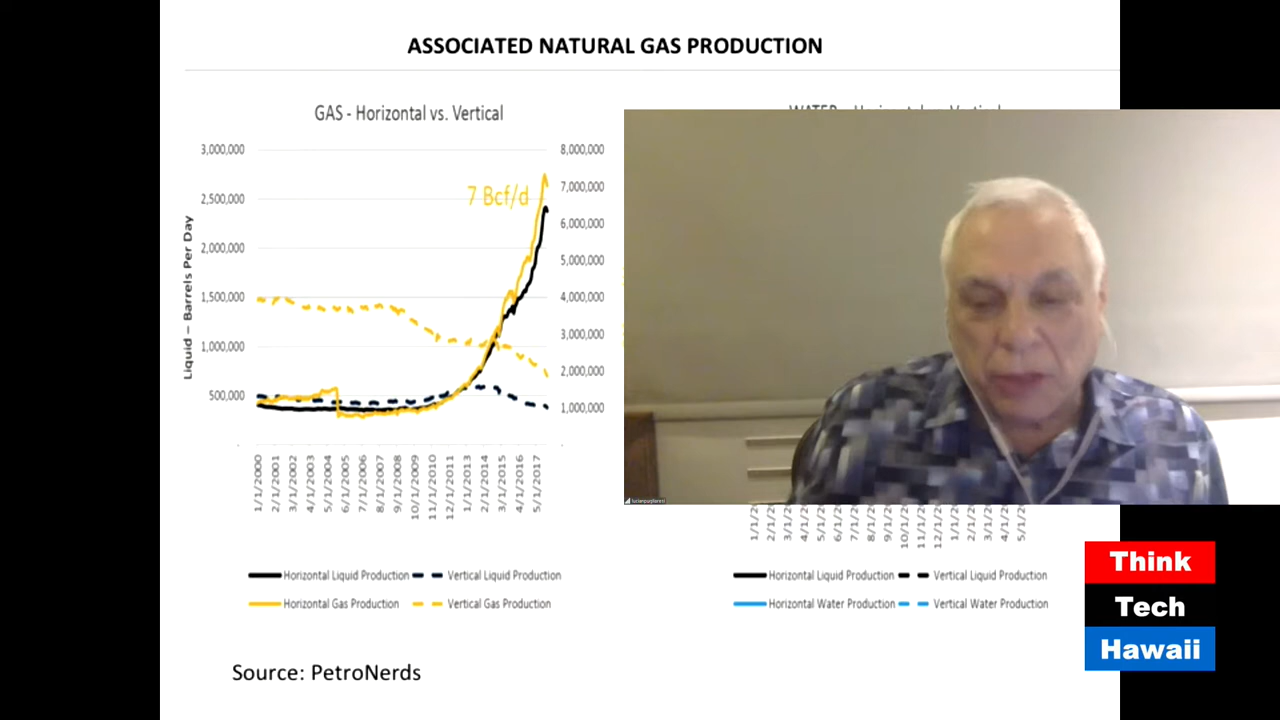 ASSOCIATED NATURAL GAS PRODUCTION
GAS - Horizontal vs. Vertical
3,000,000
2,500,000
2,000,000
1,500,000
1,000,000
500,000
-
Liquid – Barrels Per Day
8,000,000
7,000,000
6,000,000
5,000,000
4,000,000
3,000,000
2,000,000
1,000,000
-
7 Bcf/d
1/1/2000
2/1/2001
3/1/2002
4/1/2003
5/1/2004
6/1/2005
7/1/2006
8/1/2007
9/1/2008
10/1/2009
11/1/2010
12/1/2011
1/1/2013
2/1/2014
3/1/2015
4/1/2016
5/1/2017
Horizontal Liquid Production
Vertical Liquid Production
Horizontal Gas Production
Vertical Gas Production
Horizontal Liquid Production
Vertical Liquid Production
Horizontal Water Production
Vertical Water Production
Source: PetroNerds
Think
Tech
Hawaii